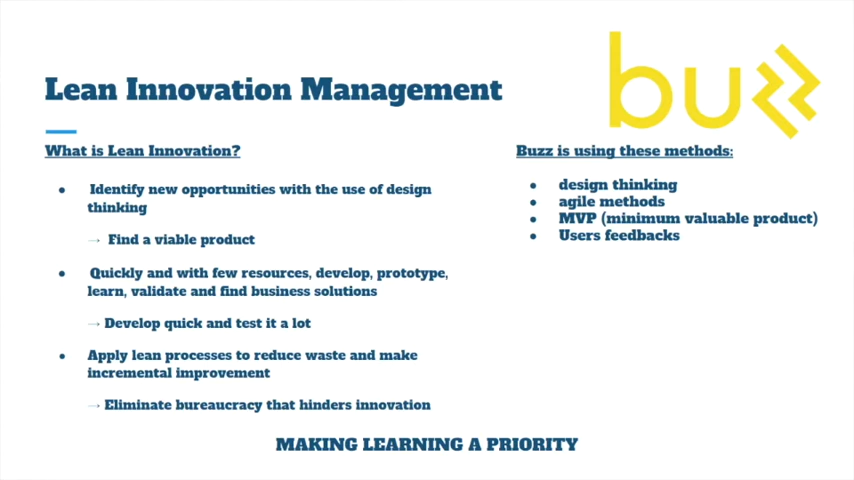 buzz
Lean Innovation Management
What is Lean Innovation?
● Identify new opportunities with the use of design
thinking
→ Find a viable product
● Quickly and with few resources, develop, prototype,
learn, validate and find business solutions
→ Develop quick and test it a lot
● Apply lean processes to reduce waste and make
incremental improvement
→ Eliminate bureaucracy that hinders innovation
Buzz is using these methods:
● design thinking
● agile methods
● MVP (minimum valuable product)
● Users feedbacks
MAKING LEARNING A PRIORITY